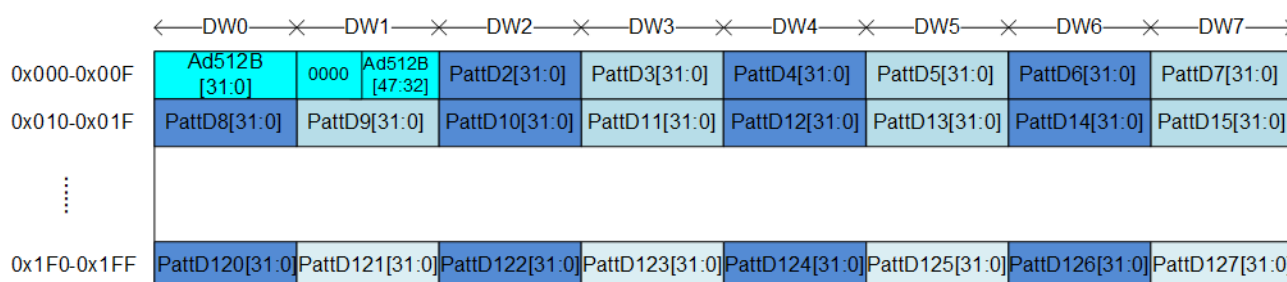 DW0 DW1 DW2 DW3 DW4 DW5 DW6 DW7
0x000-0x00F Ad512B [31:0] 0000 Ad512B [47:32] PattD2[31:0] PattD3[31:0] PattD4[31:0] PattD5[31:0] PattD6[31:0] PattD7[31:0]
0x010-0x01F PattD8[31:0] PattD9[31:0] PattD10[31:0] PattD11[31:0] PattD12[31:0] PattD13[31:0] PattD14[31:0] PattD15[31:0]
0x1F0-0x1FF PattD120[31:0] PattD121[31:0] PattD122[31:0] PattD123[31:0] PattD124[31:0] PattD125[31:0] PattD126[31:0] PattD127[31:0